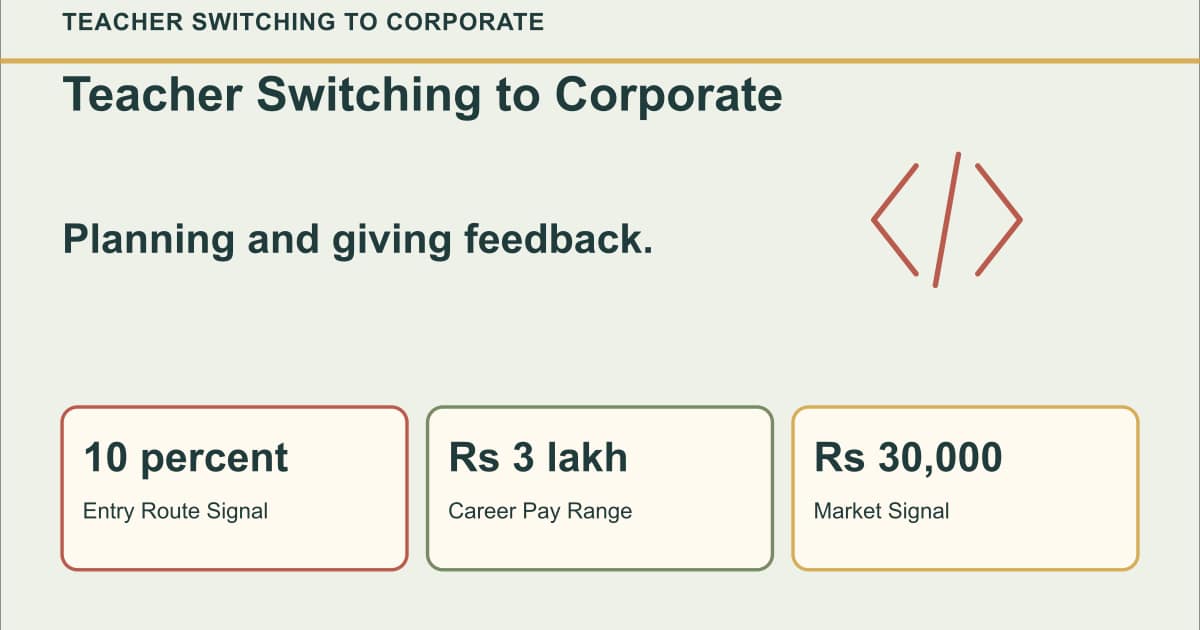 TEACHER SWITCHING TO CORPORATE
Teacher Switching to Corporate
Planning and giving feedback.
10 percent
Entry Route Signal
Rs 3 lakh
Career Pay Range
Rs 30,000
Market Signal